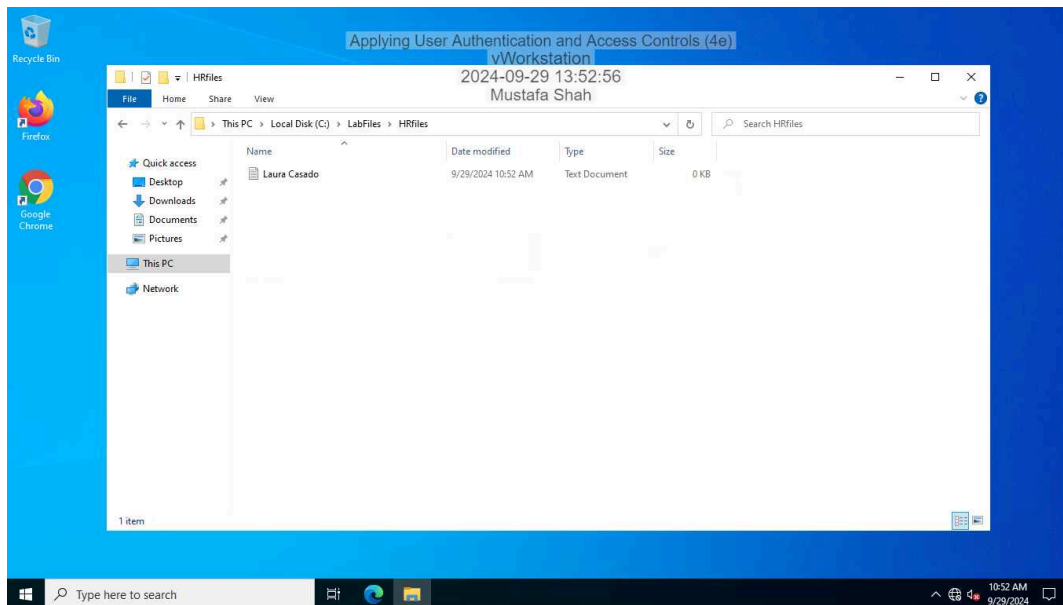 Recycle Bin
Firefox
Google
Chrome
Applying User Authentication and Access Controls (4e)
vWorkstation
2024-09-29 13:52:56
Mustafa Shah
HRfiles
File Home Share View
This PC > Local Disk (C:) > LabFiles > HRfiles
Search HRfiles
Quick access
Desktop
Downloads
Documents
Pictures
This PC
Network
Name Date modified Type Size
Laura Casado 9/29/2024 10:52 AM Text Document 0 KB
1 item
Type here to search
10:52 AM
9/29/2024